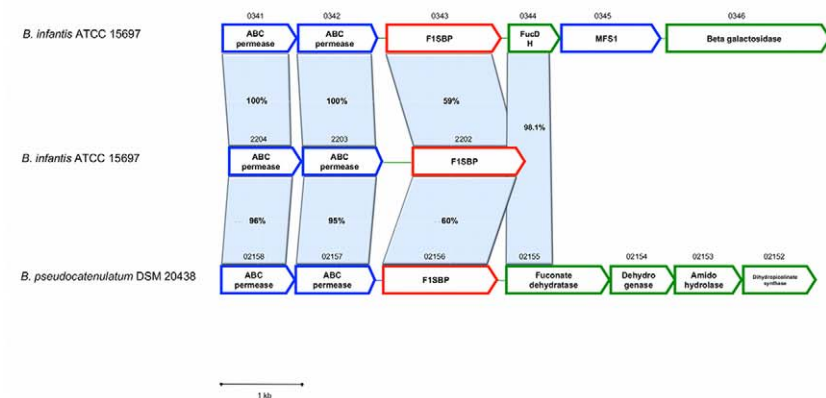 0341 0342 0343 0344 0345 0346
B. infantis ATCC 15697
ABC permease
ABC permease
F1SBP
FucD H
MFS1
Beta galactosidase
100% 100% 59% 98.1%
2204 2203 2202
B. infantis ATCC 15697
ABC permease
ABC permease
F1SBP
96% 95% 60%
02158 02157 02156 02155 02154 02153 02152
B. pseudocatenulatum DSM 20438
ABC permease
ABC permease
F1SBP
Fuconate dehydratase
Dehydro genase
Amido hydrolase
Dihydropicolinate synthase
1 kb